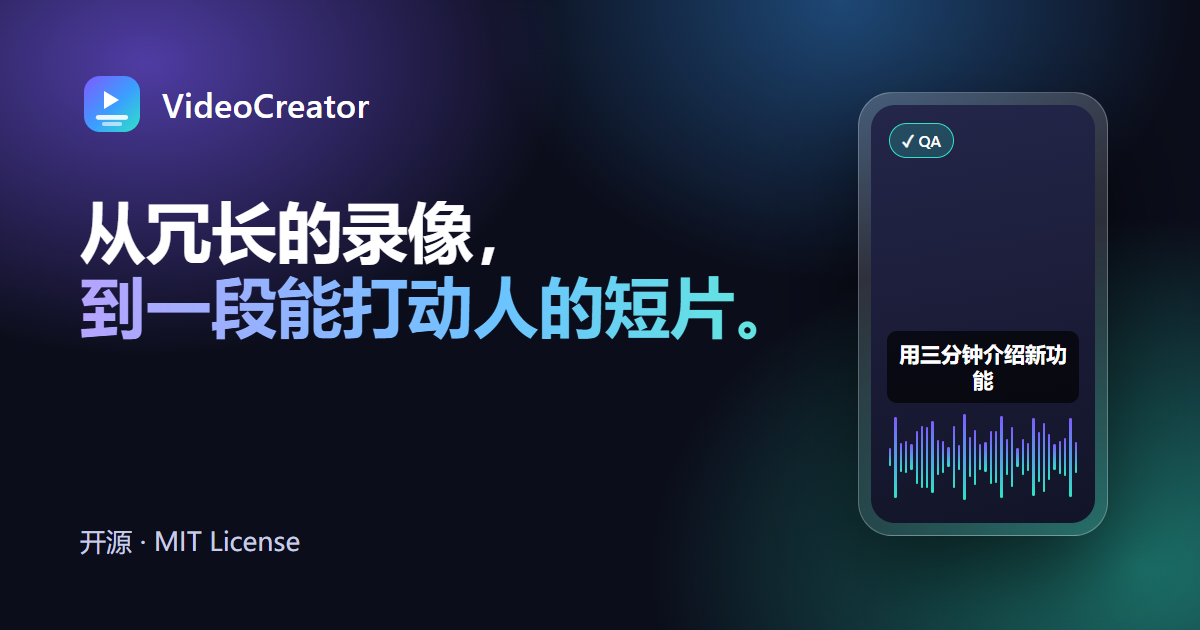 VideoCreator
从冗长的录像，
到一段能打动人的短片。
开源 · MIT License
✓ QA
用三分钟介绍新功
能